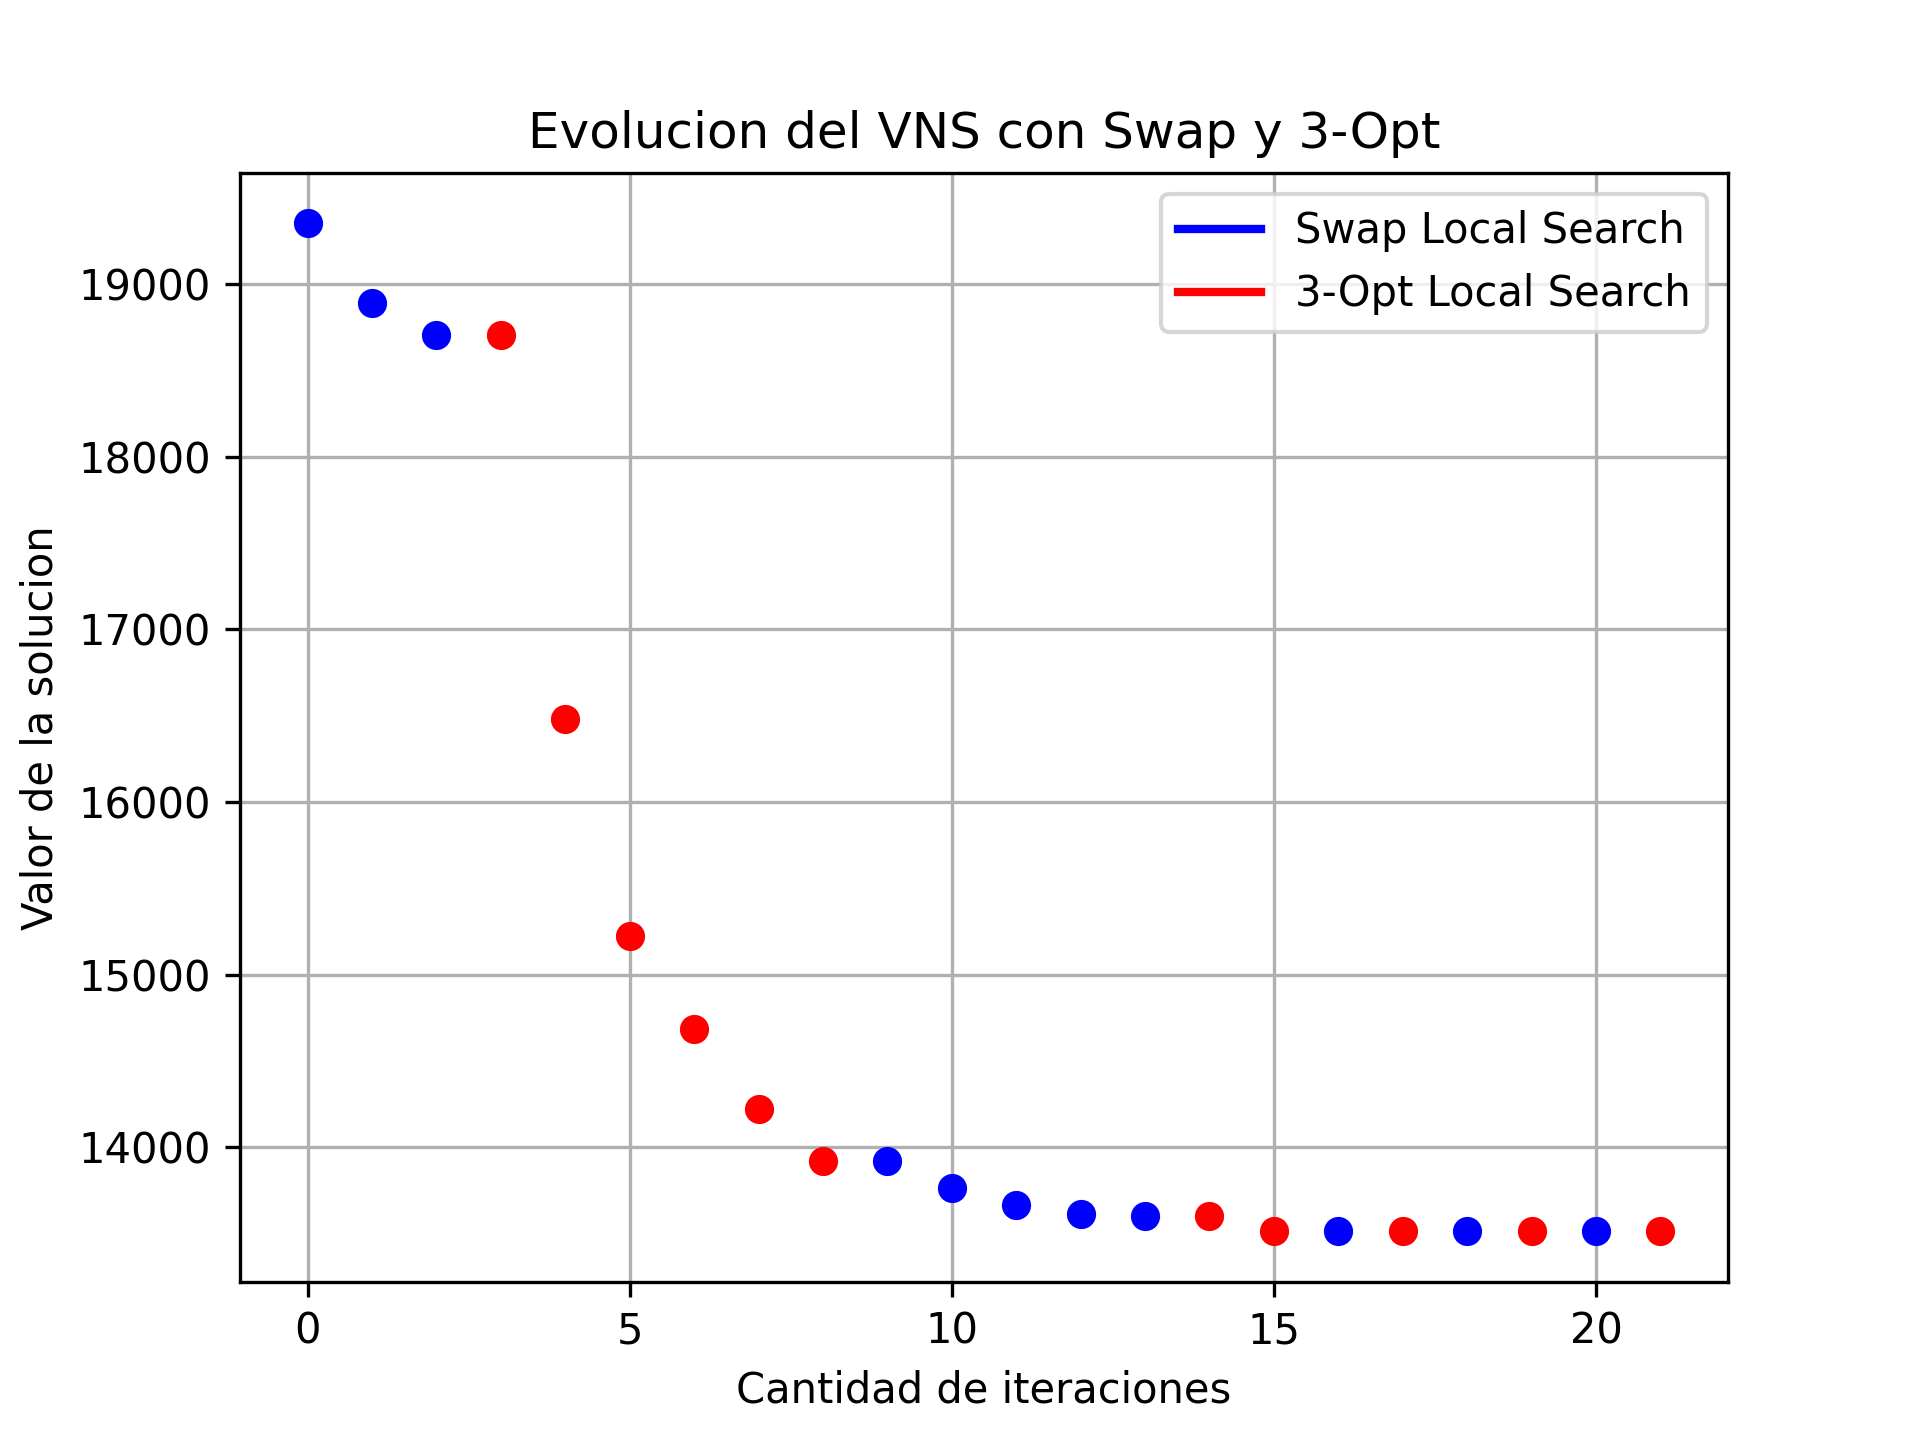 Evolucion del VNS con Swap y 3-Opt
Swap Local Search
3-Opt Local Search
Valor de la solucion
19000
18000
17000
16000
15000
14000
0 5 10 15 20
Cantidad de iteraciones